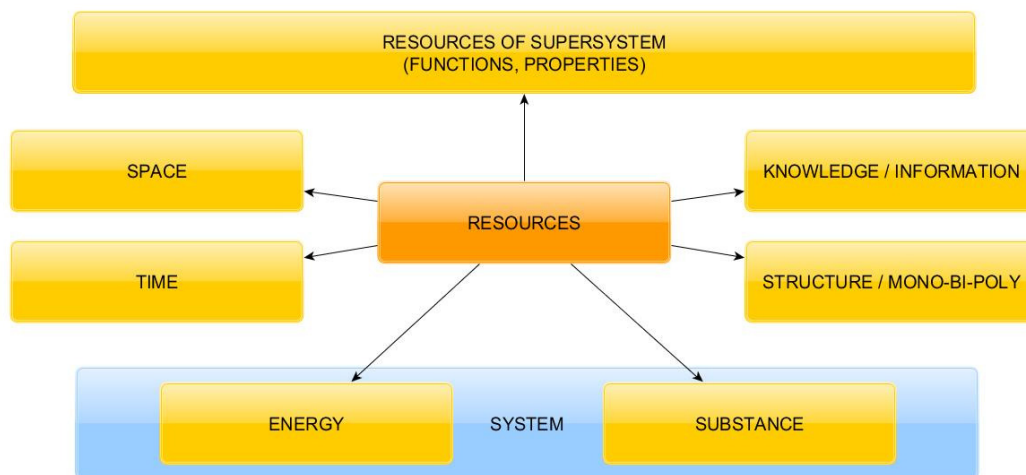 RESOURCES OF SUPERSYSTEM
(FUNCTIONS, PROPERTIES)
SPACE
KNOWLEDGE / INFORMATION
RESOURCES
TIME
STRUCTURE / MONO-BI-POLY
ENERGY
SYSTEM
SUBSTANCE